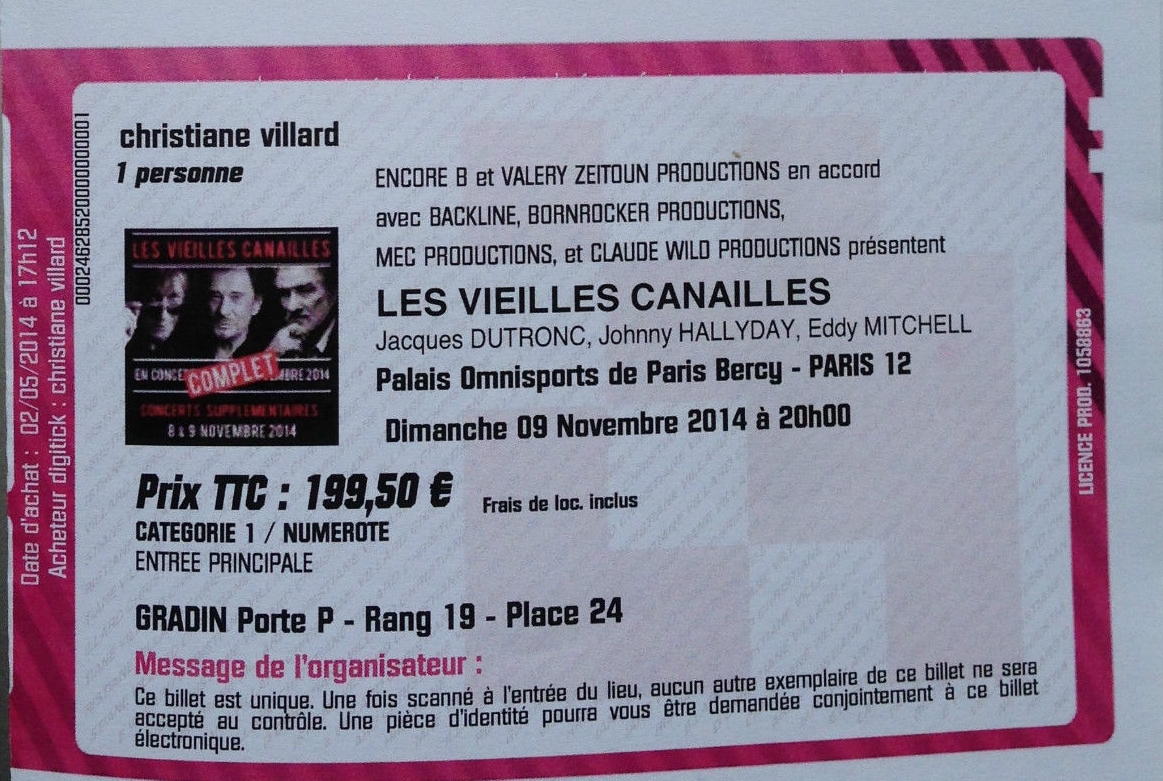 christiane villard
1 personne
ENCORE B et VALERY ZEITOUN PRODUCTIONS en accord
avec BACKLINE, BORNROCKER PRODUCTIONS,
MEC PRODUCTIONS, et CLAUDE WILD PRODUCTIONS présentent
LES VIEILLES CANAILLES
Jacques DUTRONC, Johnny HALLYDAY, Eddy MITCHELL
Palais Omnisports de Paris Bercy - PARIS 12
Dimanche 09 Novembre 2014 à 20h00
LES VIEILLES CANAILLES
EN CONCE
COMPLET
MBRE 2014
CONCERTS SUPPLEMENTAIRES
8 & 9 NOVEMBRE 2014
Prix TTC : 199,50 € Frais de loc. inclus
CATEGORIE 1 / NUMEROTE
ENTREE PRINCIPALE
GRADIN Porte P - Rang 19 - Place 24
Message de l'organisateur :
Ce billet est unique. Une fois scanné à l'entrée du lieu, aucun autre exemplaire de ce billet ne sera
accepté au contrôle. Une pièce d'identité pourra vous être demandée conjointement à ce billet
électronique.
Date d'achat : 02/05/2014 à 17h12
Acheteur digitick : christiane villard
LICENCE PROD. 1058863